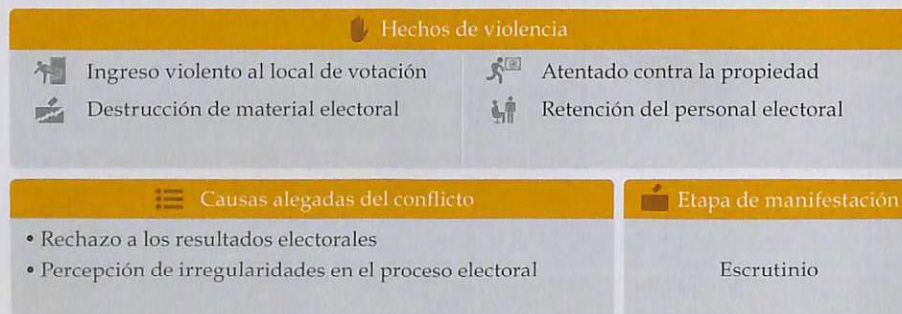 Hechos de violencia
Ingreso violento al local de votación
Atentado contra la propiedad
Destrucción de material electoral
Retención del personal electoral
Causas alegadas del conflicto
• Rechazo a los resultados electorales
• Percepción de irregularidades en el proceso electoral
Etapa de manifestación
Escrutinio